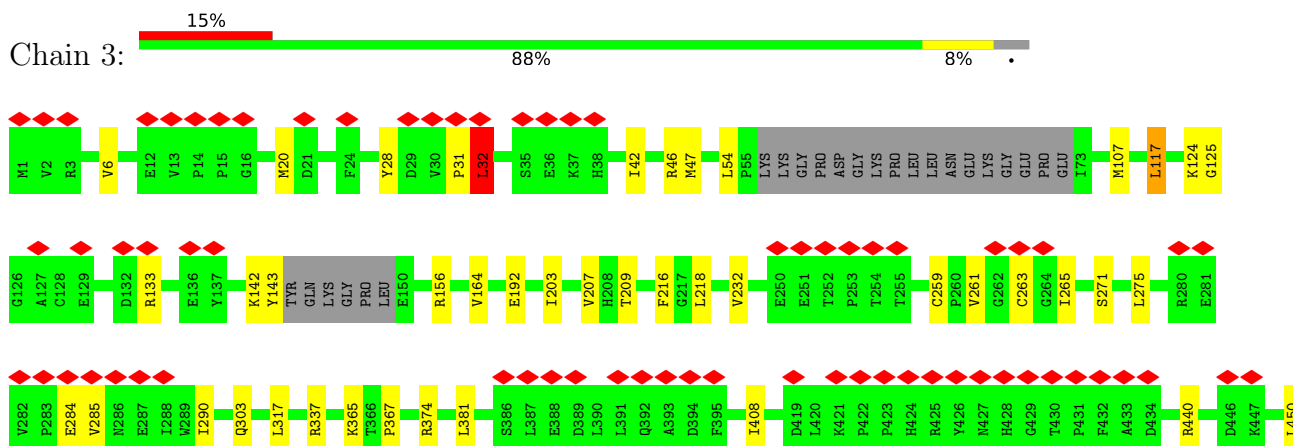 15%
Chain 3:
88% 8% •
M1 V2 R3 V6 E12 V13 P14 P15 G16 M20 D21 F24 Y28 D29 V30 P31 L32 S35 E36 K37 H38 I42 R46 M47 L54 P55 LYS LYS GLY PRO ASP GLY LYS PRO LEU LEU ASN GLU LYS GLY GLU PRO GLU I73 M107 L117 K124 G125
G126 A127 C128 E129 D132 R133 E136 Y137 K142 Y143 TYR GLN LYS GLY PRO LEU E150 R156 V164 E192 I203 V207 H208 T209 F216 G217 L218 V232 E250 E251 T252 P253 T254 T255 C259 P260 V261 G262 C263 G264 I265 S271 L275 R280 E281
V282 P283 E284 V285 N286 E287 I288 W289 I290 Q303 L317 R337 K365 T366 P367 R374 L381 S386 L387 E388 D389 L390 L391 Q392 A393 D394 F395 I408 D419 L420 K421 P422 P423 H424 R425 Y426 N427 H428 G429 T430 P431 F432 A433 D434 R440 D446 K447 L450